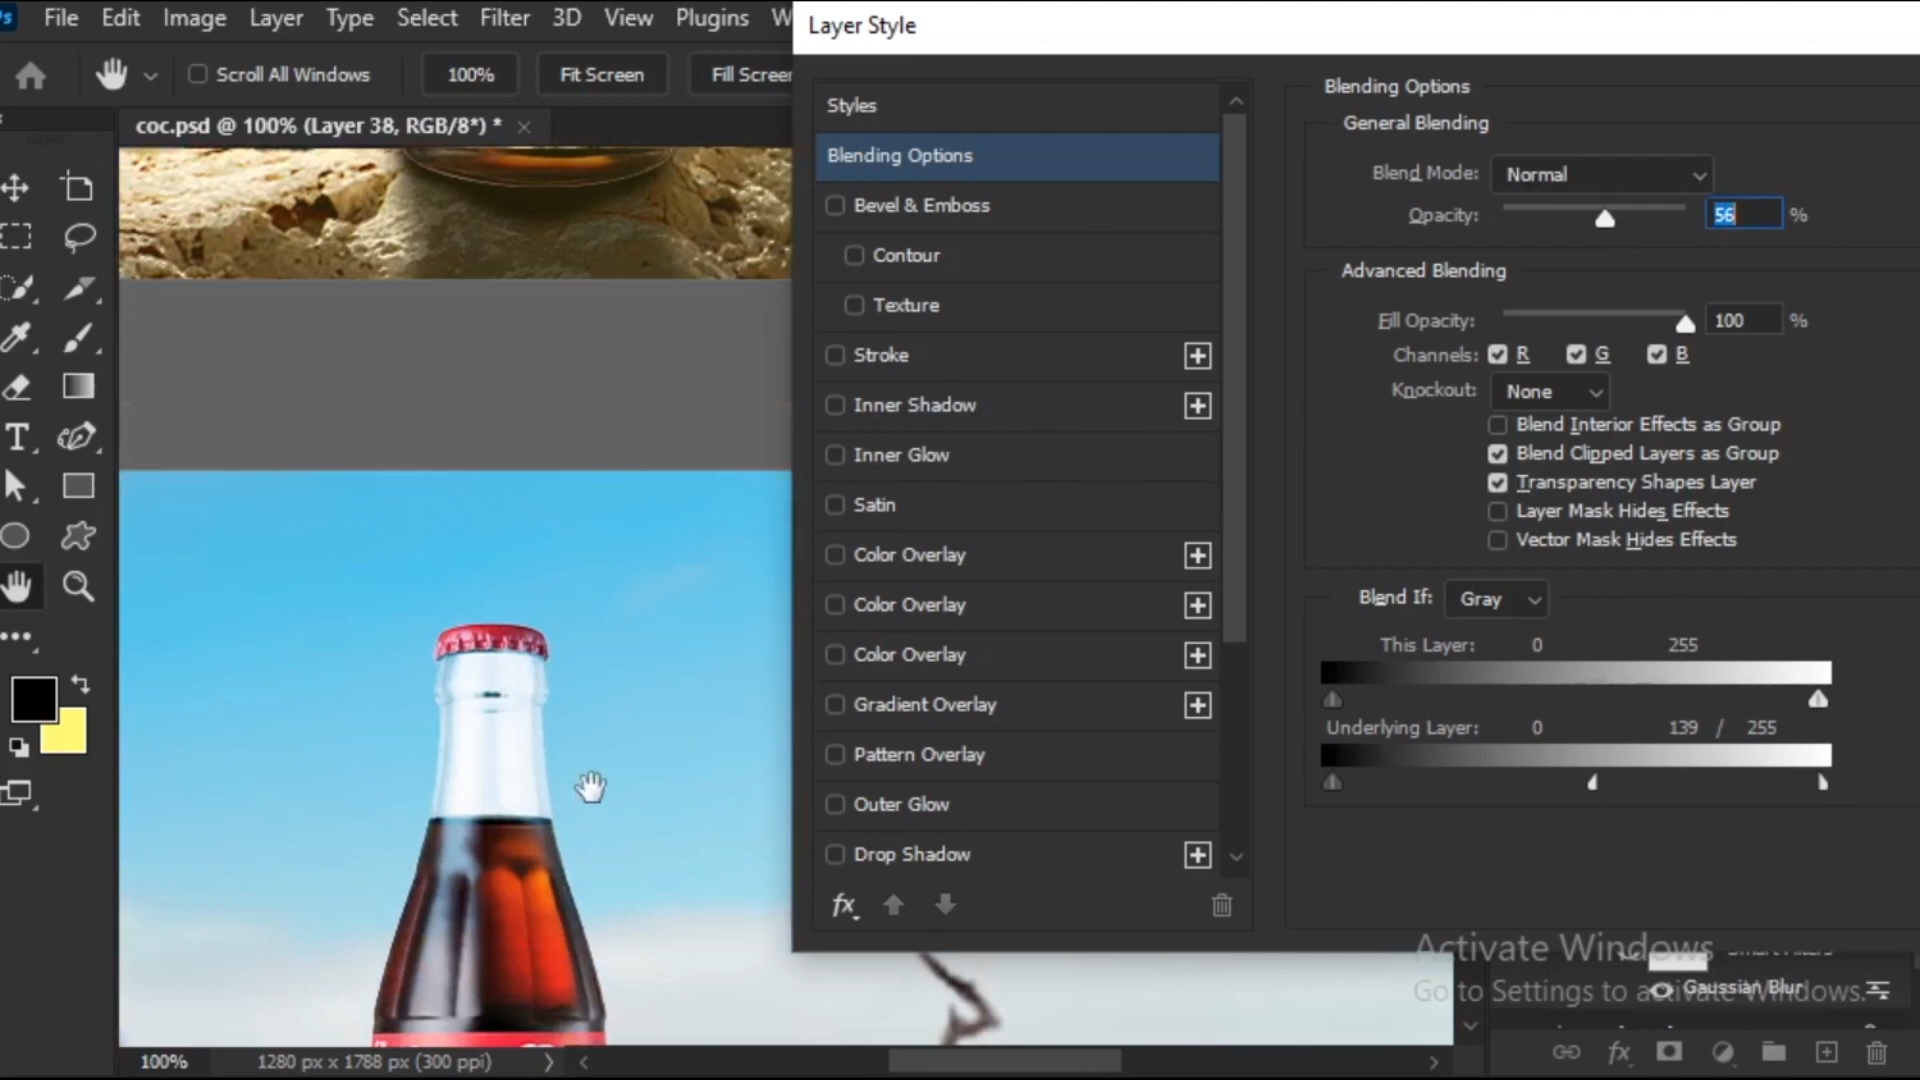 File Edit Image Layer Type Select Filter 3D View Plugins W
Layer Style
Scroll All Windows 100% Fit Screen Fill Screen
coc.psd @ 100% (Layer 38, RGB/8*) *
Styles
Blending Options
Bevel & Emboss
Contour
Texture
Stroke
Inner Shadow
Inner Glow
Satin
Color Overlay
Color Overlay
Color Overlay
Gradient Overlay
Pattern Overlay
Outer Glow
Drop Shadow
fx
Blending Options
General Blending
Blend Mode: Normal
Opacity: 56 %
Advanced Blending
Fill Opacity: 100 %
Channels: R G B
Knockout: None
Blend Interior Effects as Group
Blend Clipped Layers as Group
Transparency Shapes Layer
Layer Mask Hides Effects
Vector Mask Hides Effects
Blend If: Gray
This Layer: 0 255
Underlying Layer: 0 139 / 255
Activate Windows
Go to Settings to activate Windows.
Gaussian Blur
fx
100% 1280 px x 1788 px (300 ppi)